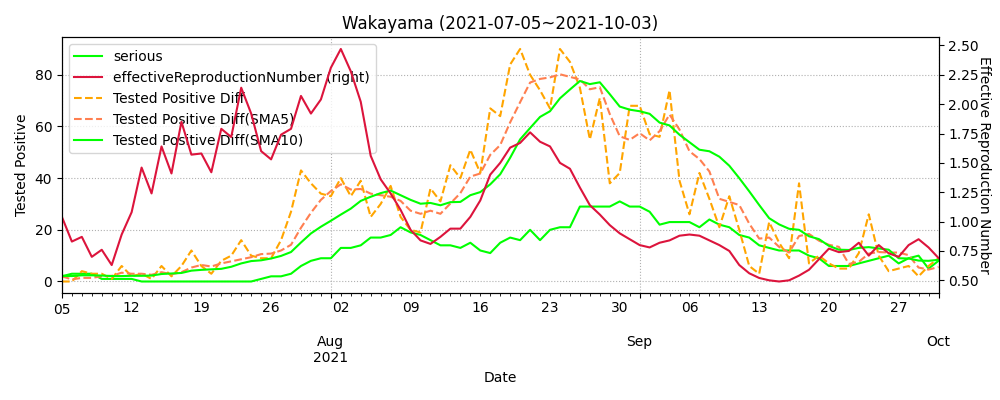 Wakayama (2021-07-05~2021-10-03)
serious
effectiveReproductionNumber (right)
Tested Positive Diff
Tested Positive Diff(SMA5)
Tested Positive Diff(SMA10)
Tested Positive
80
60
40
20
0
2.50
2.25
2.00
1.75
1.50
1.25
1.00
0.75
0.50
Effective Reproduction Number
05 12 19 26 02 09 16 23 30 06 13 20 27
Aug Sep Oct
2021
Date